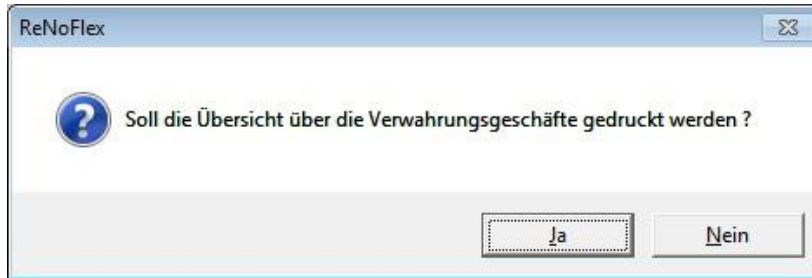 ReNoFlex
Soll die Übersicht über die Verwahrungsgeschäfte gedruckt werden ?
Ja
Nein